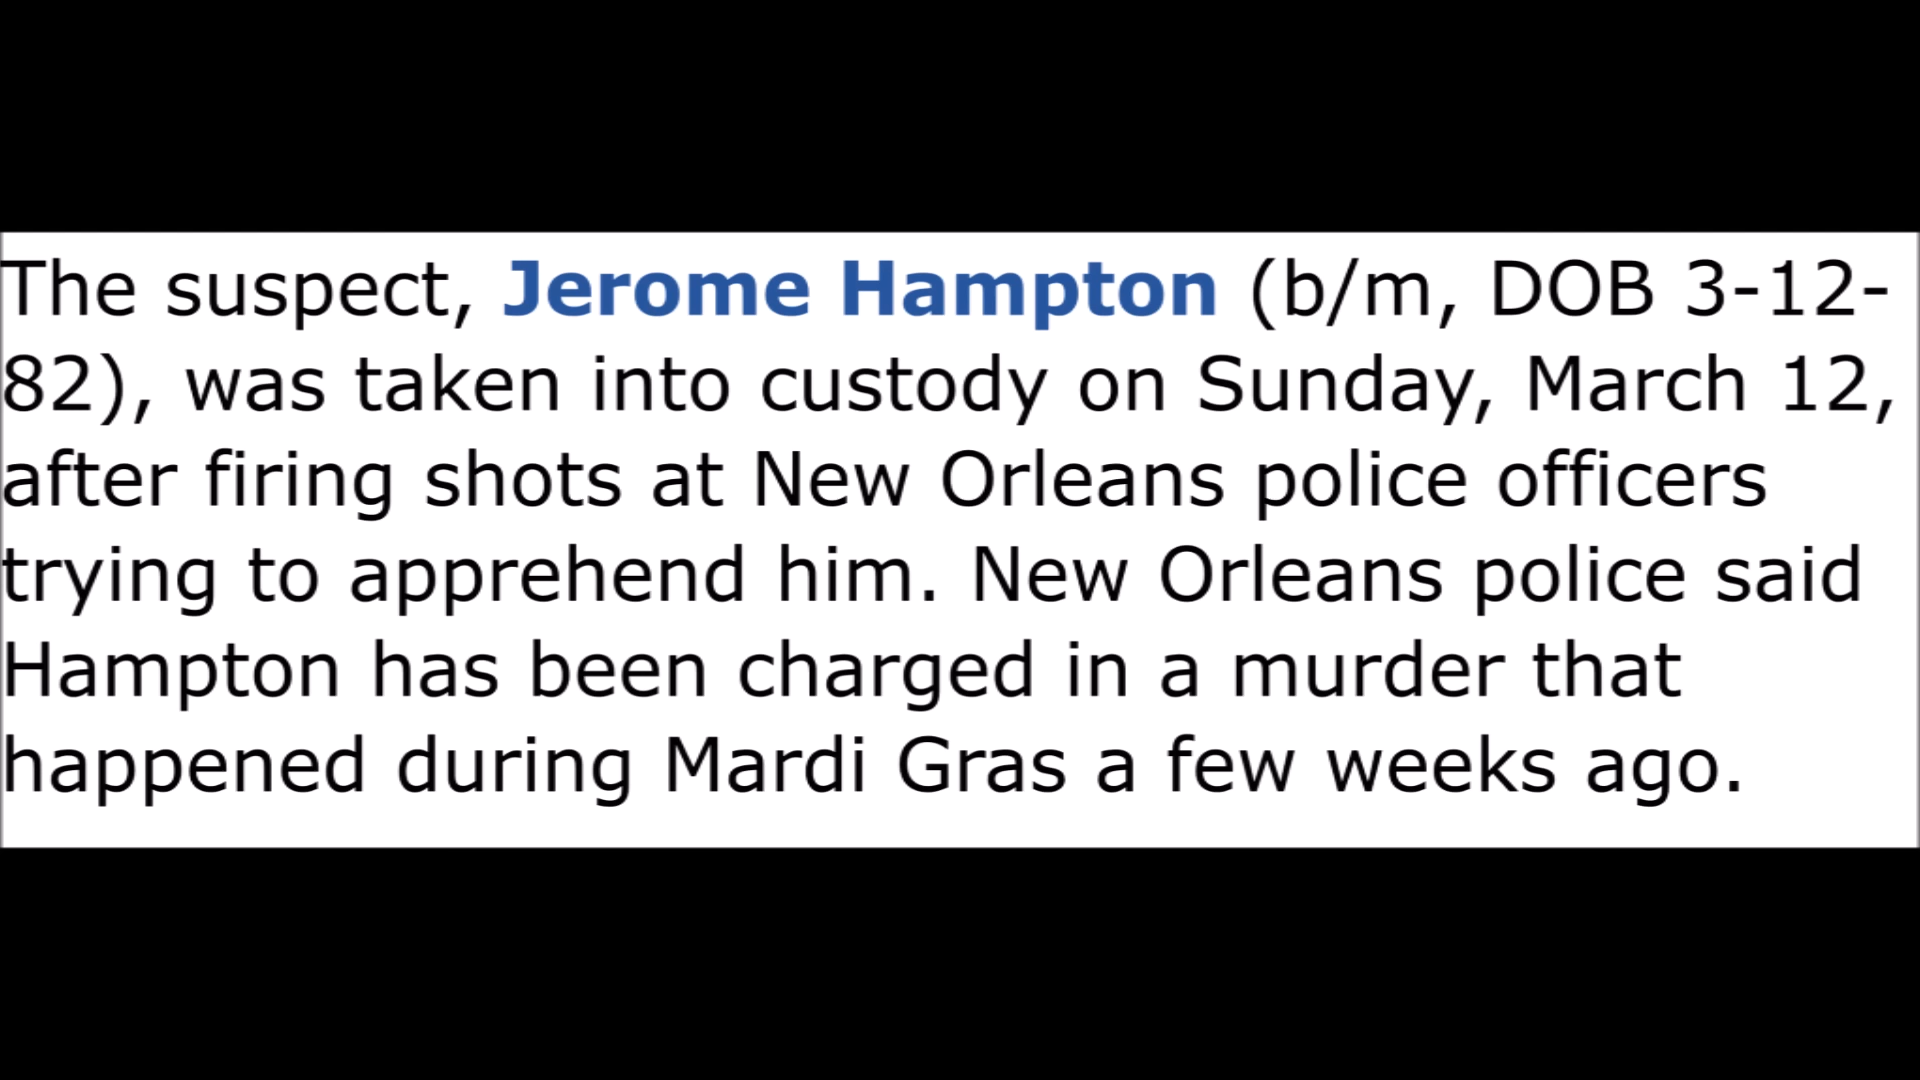 The suspect, Jerome Hampton (b/m, DOB 3-12-
82), was taken into custody on Sunday, March 12,
after firing shots at New Orleans police officers
trying to apprehend him. New Orleans police said
Hampton has been charged in a murder that
happened during Mardi Gras a few weeks ago.